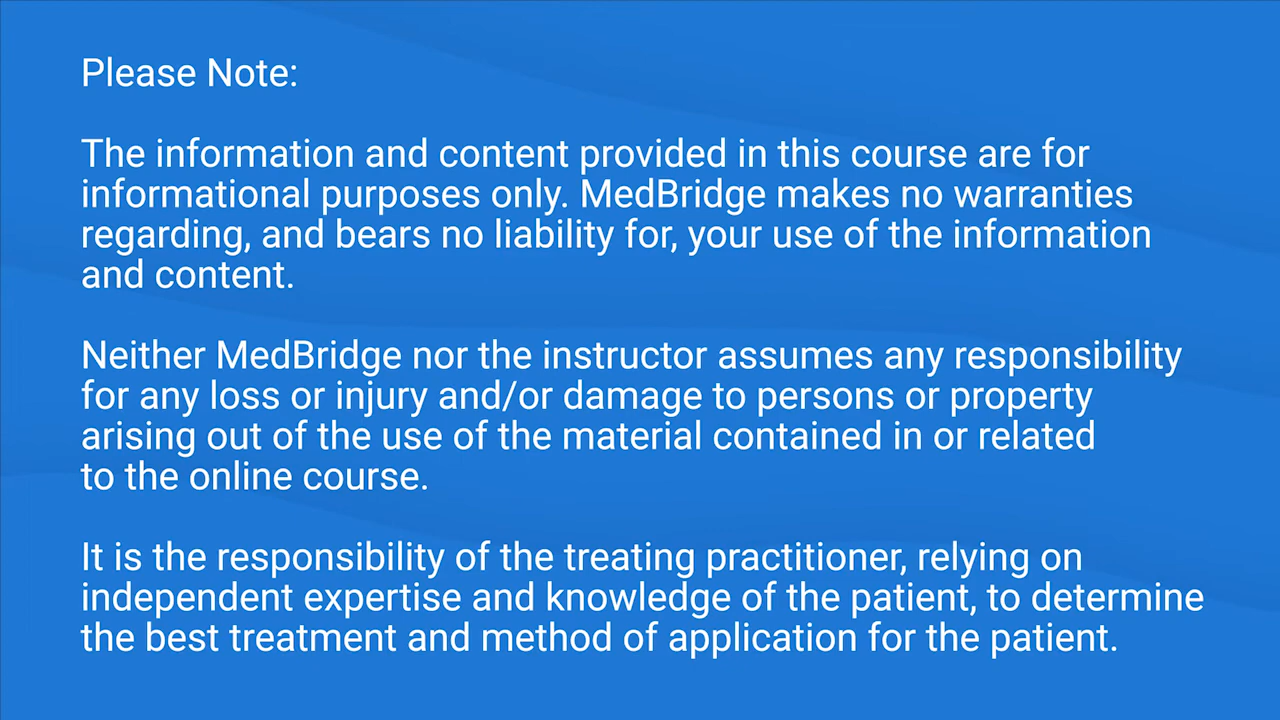 Please Note:
The information and content provided in this course are for
informational purposes only. MedBridge makes no warranties
regarding, and bears no liability for, your use of the information
and content.
Neither MedBridge nor the instructor assumes any responsibility
for any loss or injury and/or damage to persons or property
arising out of the use of the material contained in or related
to the online course.
It is the responsibility of the treating practitioner, relying on
independent expertise and knowledge of the patient, to determine
the best treatment and method of application for the patient.